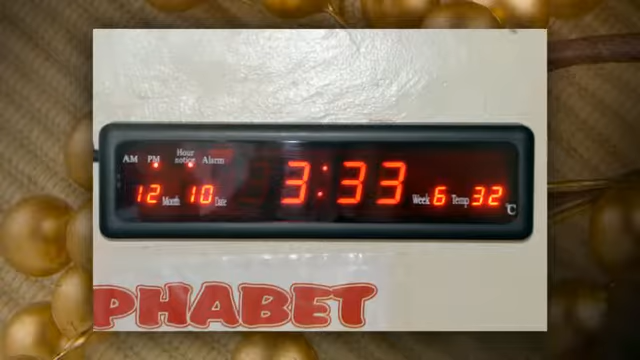 AM PM Hour notice Alarm
12 Month 10 Date 3:33 Week 6 Temp 32 °C
PHABET